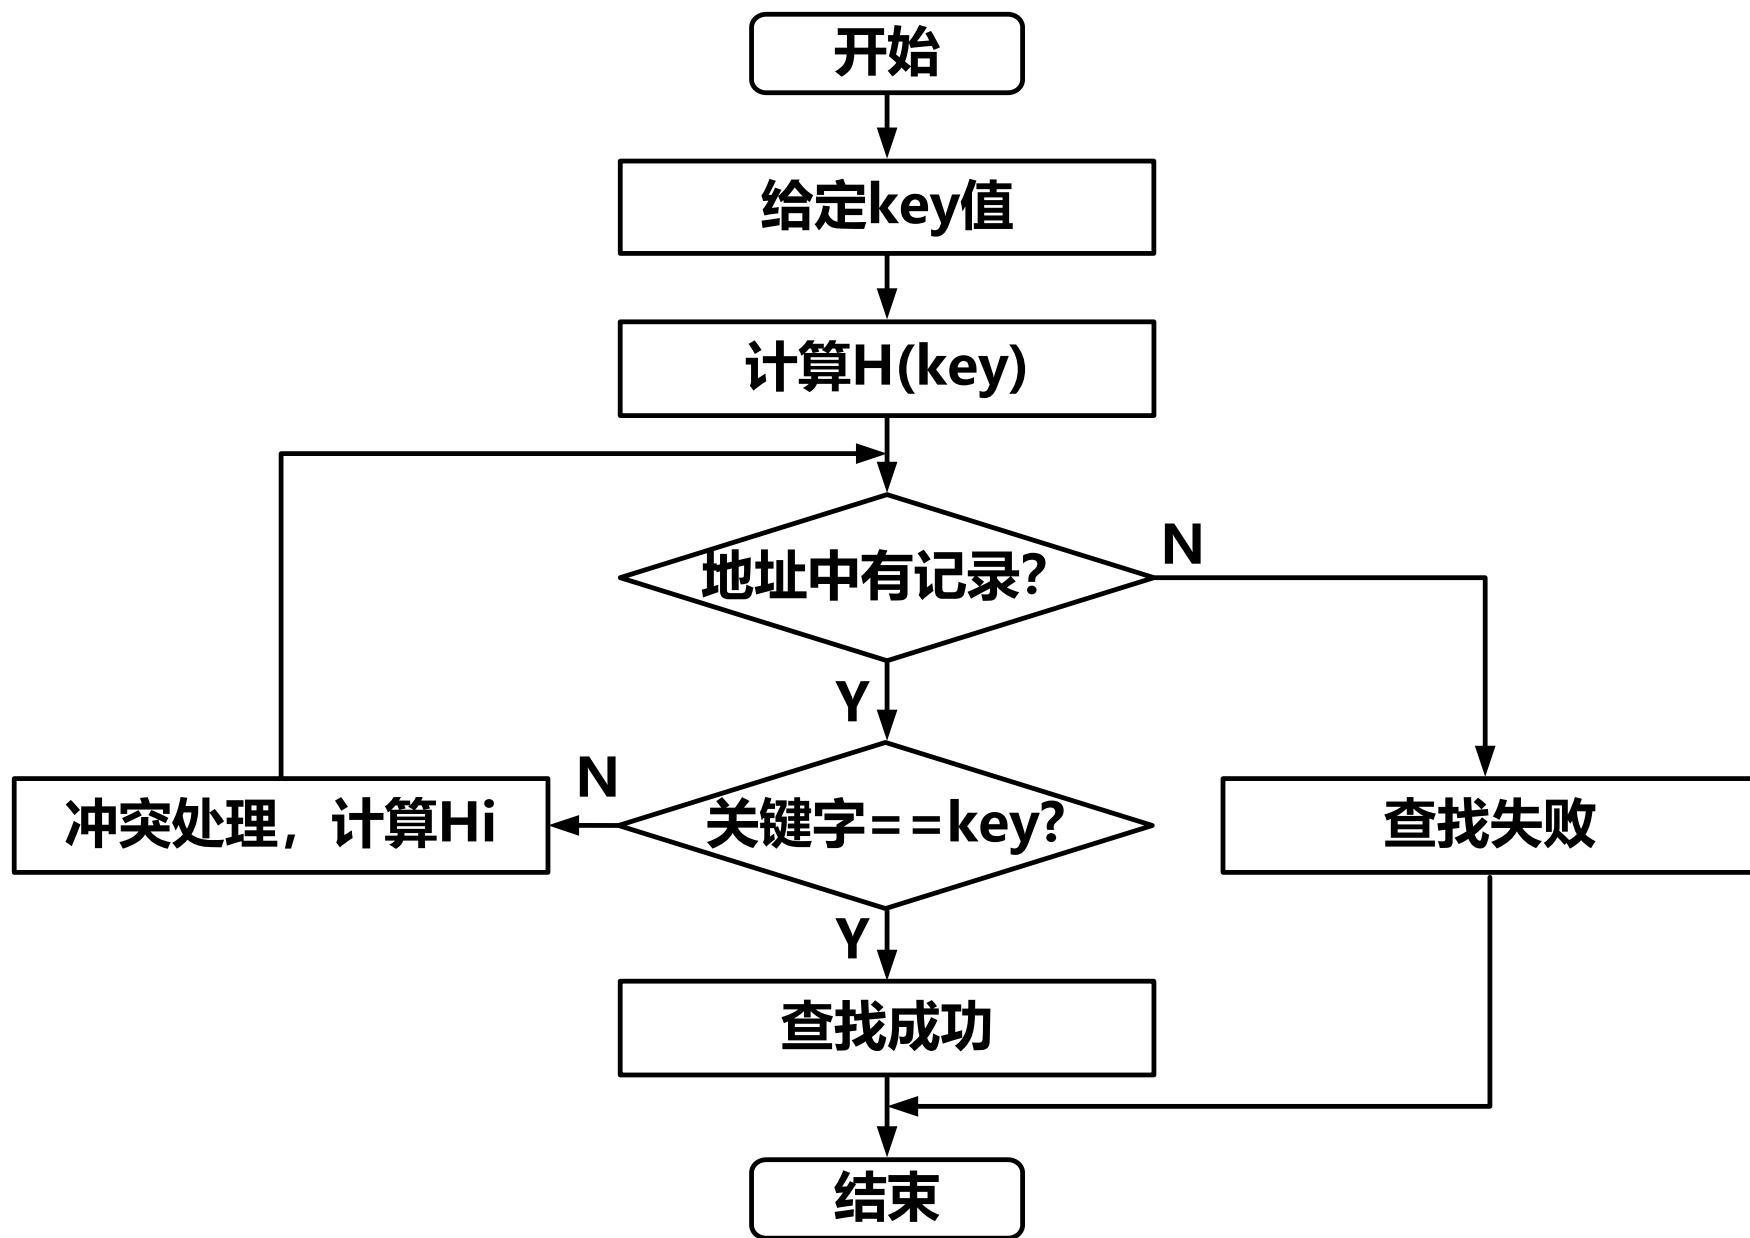 开始
给定key值
计算H(key)
地址中有记录?
N
Y
N
冲突处理，计算Hi
关键字==key?
查找失败
Y
查找成功
结束